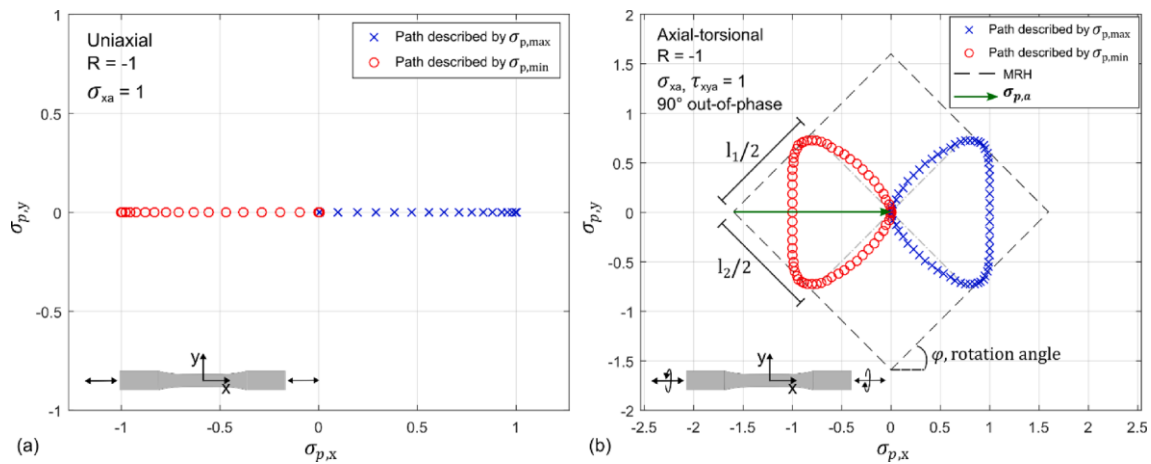 Uniaxial
R = -1
σxa = 1
Path described by σp,max
Path described by σp,min
1
0.5
0
-0.5
-1
σp,y
-1
-0.5
0
0.5
1
σp,x
y
x
(a)
Axial-torsional
R = -1
σxa, τxya = 1
90° out-of-phase
Path described by σp,max
Path described by σp,min
MRH
σp,a
2
1.5
1
0.5
0
-0.5
-1
-1.5
-2
σp,y
l1/2
l2/2
φ, rotation angle
y
x
-2.5
-2
-1.5
-1
-0.5
0
0.5
1
1.5
2
2.5
σp,x
(b)